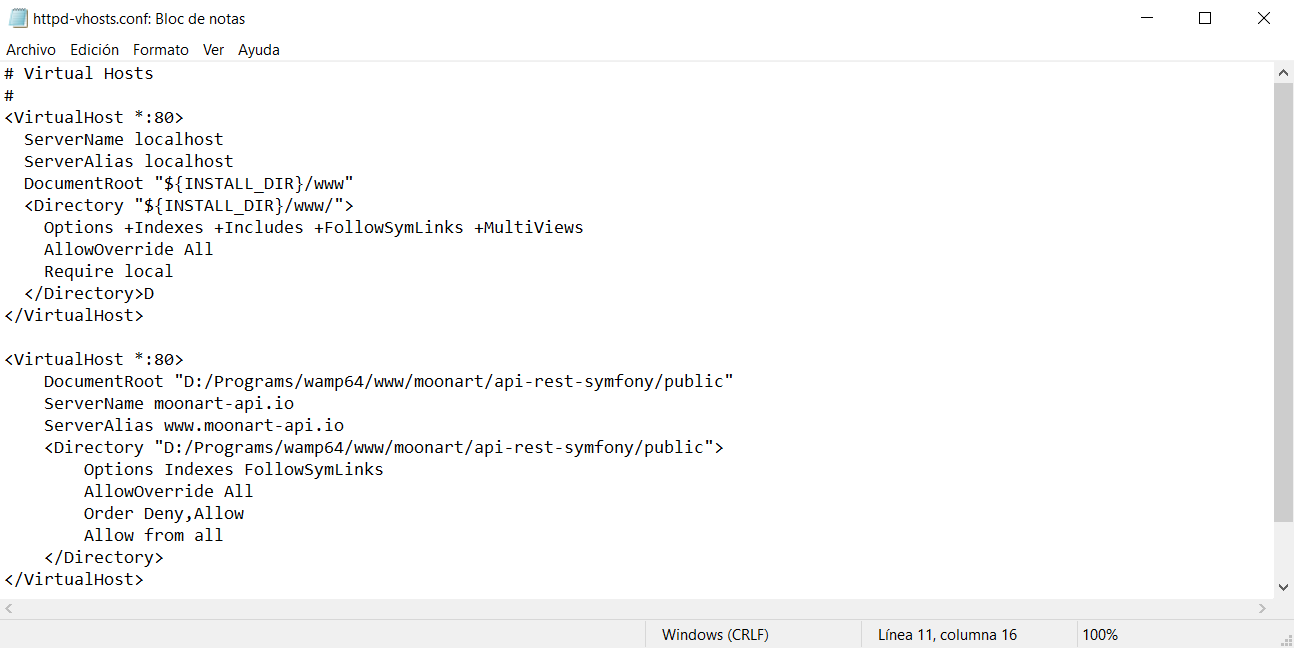 httpd-vhosts.conf: Bloc de notas
Archivo Edición Formato Ver Ayuda
# Virtual Hosts
#
<VirtualHost *:80>
  ServerName localhost
  ServerAlias localhost
  DocumentRoot "${INSTALL_DIR}/www"
  <Directory "${INSTALL_DIR}/www/">
    Options +Indexes +Includes +FollowSymLinks +MultiViews
    AllowOverride All
    Require local
  </Directory>D
</VirtualHost>

<VirtualHost *:80>
    DocumentRoot "D:/Programs/wamp64/www/moonart/api-rest-symfony/public"
    ServerName moonart-api.io
    ServerAlias www.moonart-api.io
    <Directory "D:/Programs/wamp64/www/moonart/api-rest-symfony/public">
        Options Indexes FollowSymLinks
        AllowOverride All
        Order Deny,Allow
        Allow from all
    </Directory>
</VirtualHost>
Windows (CRLF) Línea 11, columna 16 100%